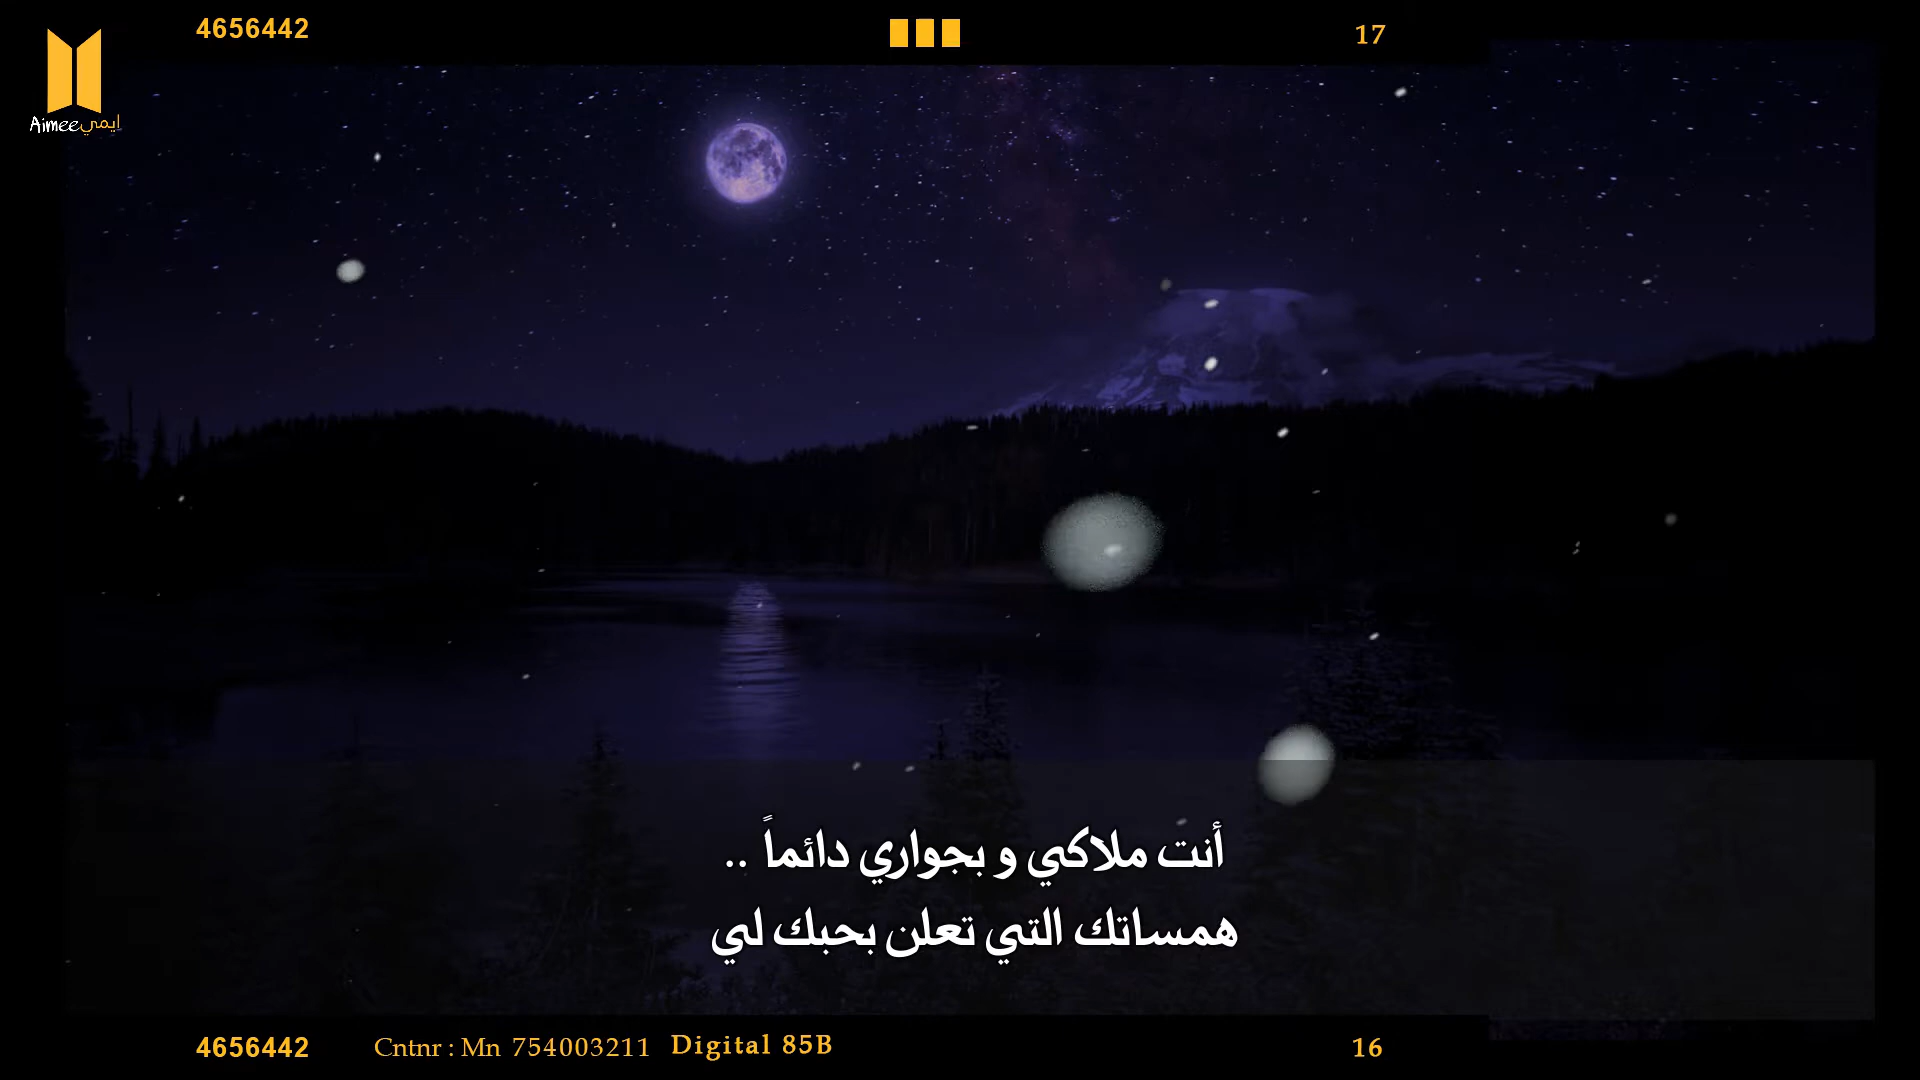 4656442
17
Aimee ايمي
أنت ملاكي و بجواري دائماً ..
همساتك التي تعلن بحبك لي
4656442
Cntnr : Mn 754003211
Digital 85B
16